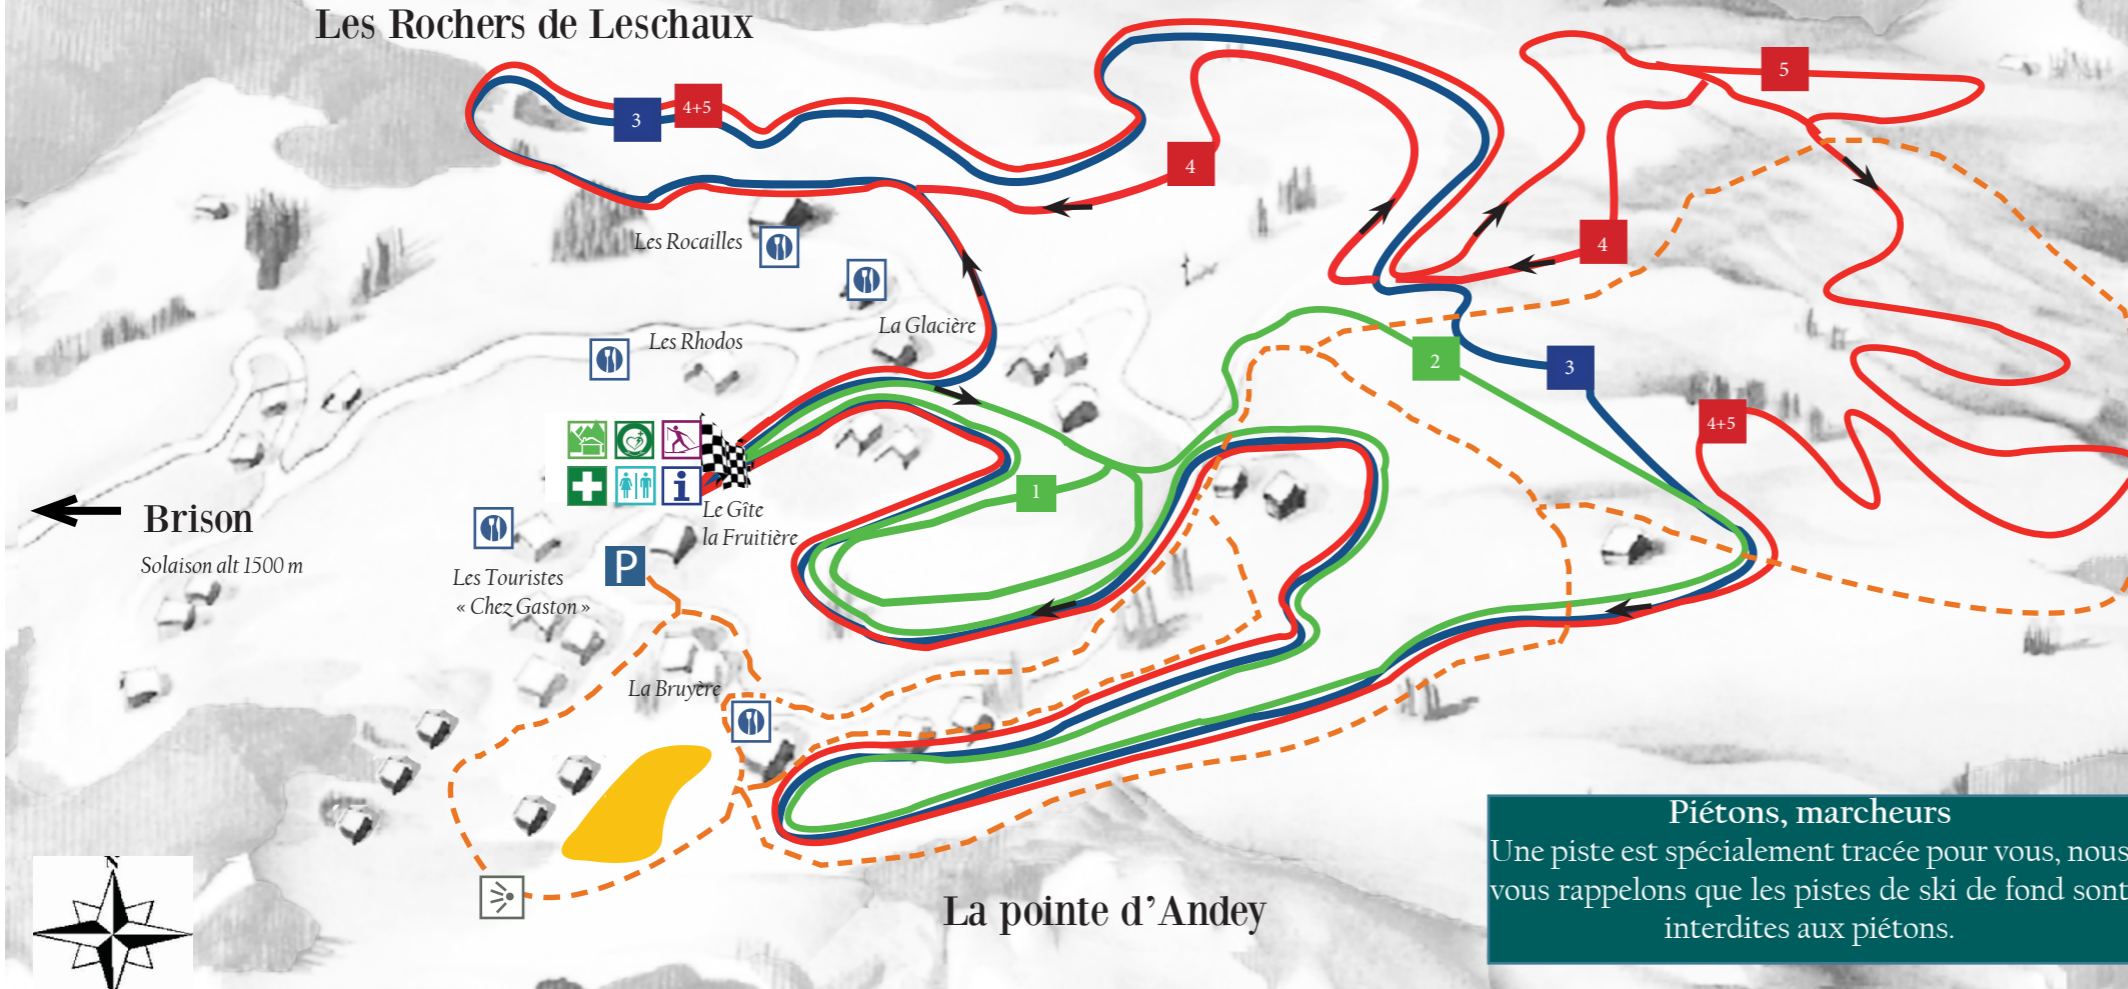 Les Rochers de Leschaux
5
4+5
3
4
4
Les Rocailles
La Glacière
Les Rhodos
2
3
4+5
1
i
Le Gîte
la Fruitière
Brison
Solaison alt 1500 m
P
Les Touristes
« Chez Gaston »
La Bruyère
Piétons, marcheurs
Une piste est spécialement tracée pour vous, nous
vous rappelons que les pistes de ski de fond sont
interdites aux piétons.
La pointe d'Andey
N